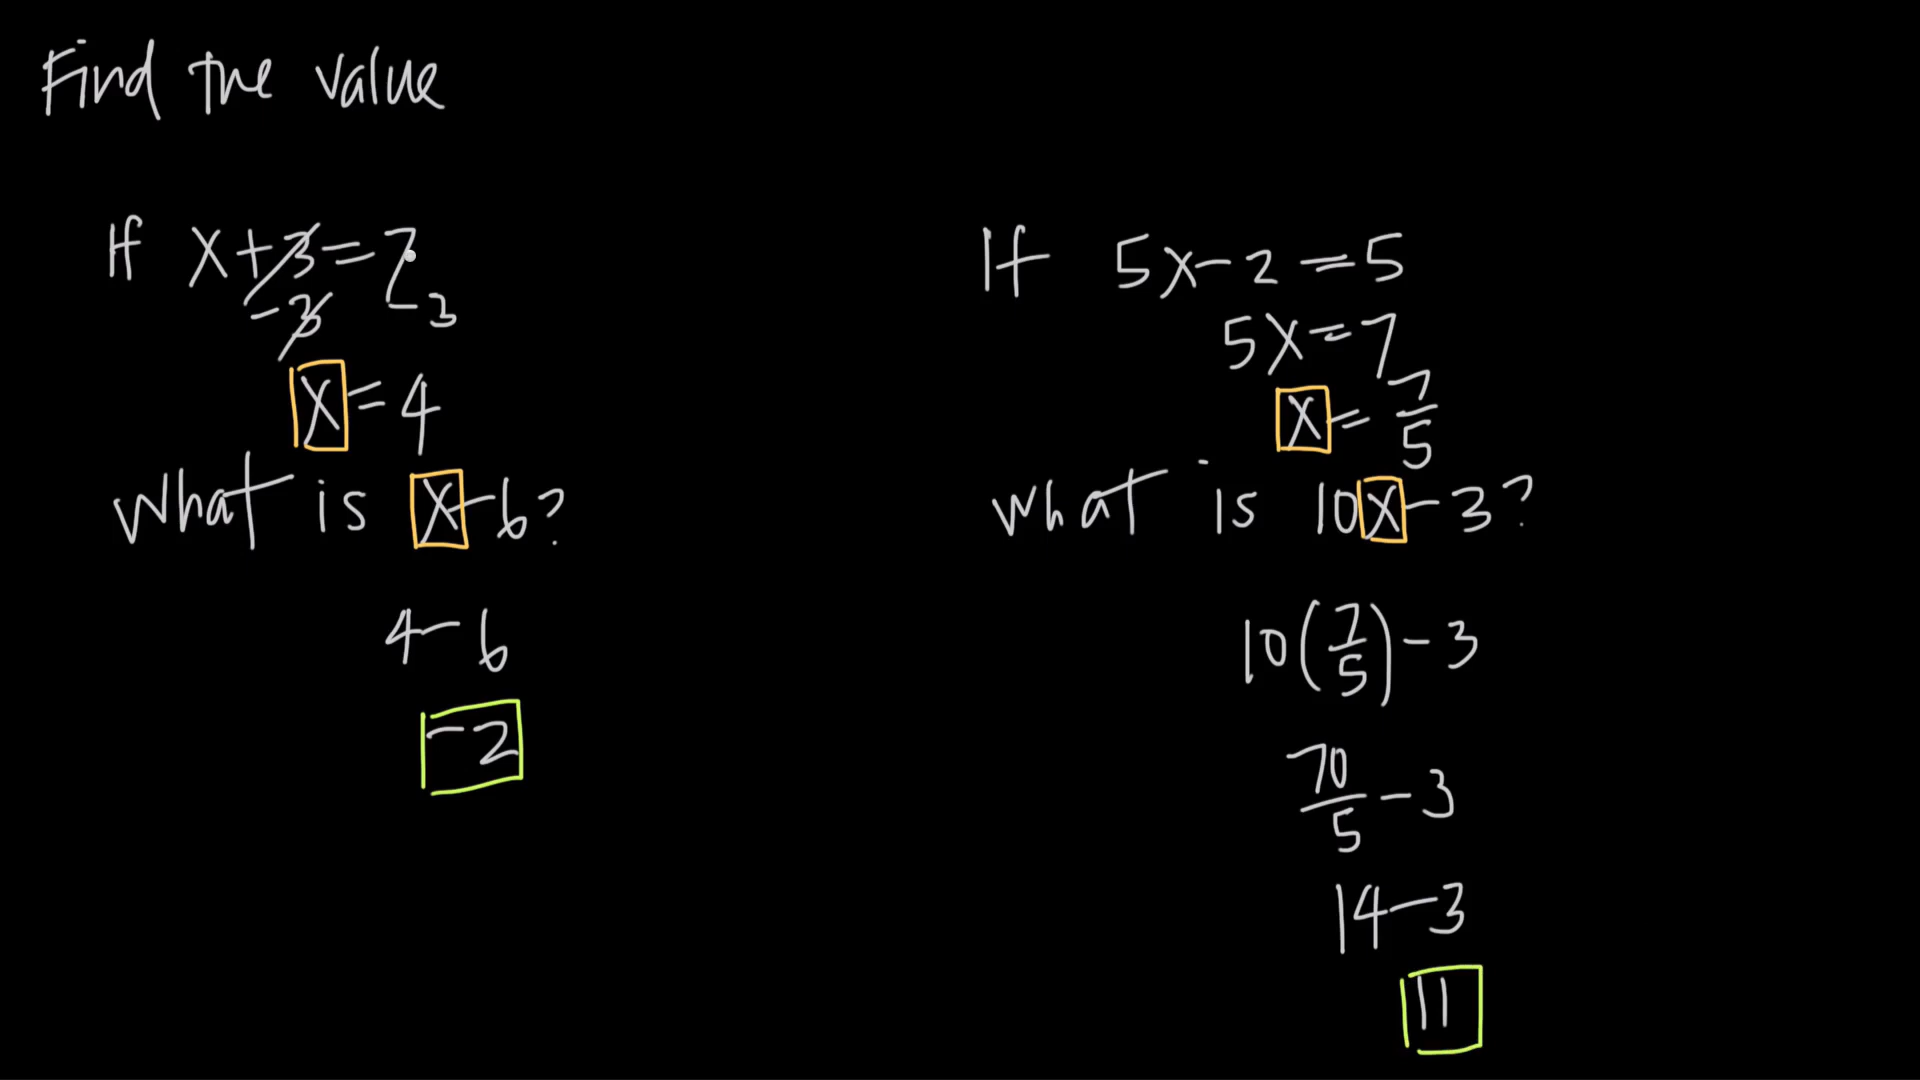 Find the value
If x+3=7
-3 -3
x=4
What is x-6?
4-6
-2
If 5x-2=5
5x=7
x=7/5
What is 10x-3?
10(7/5)-3
70/5-3
14-3
11